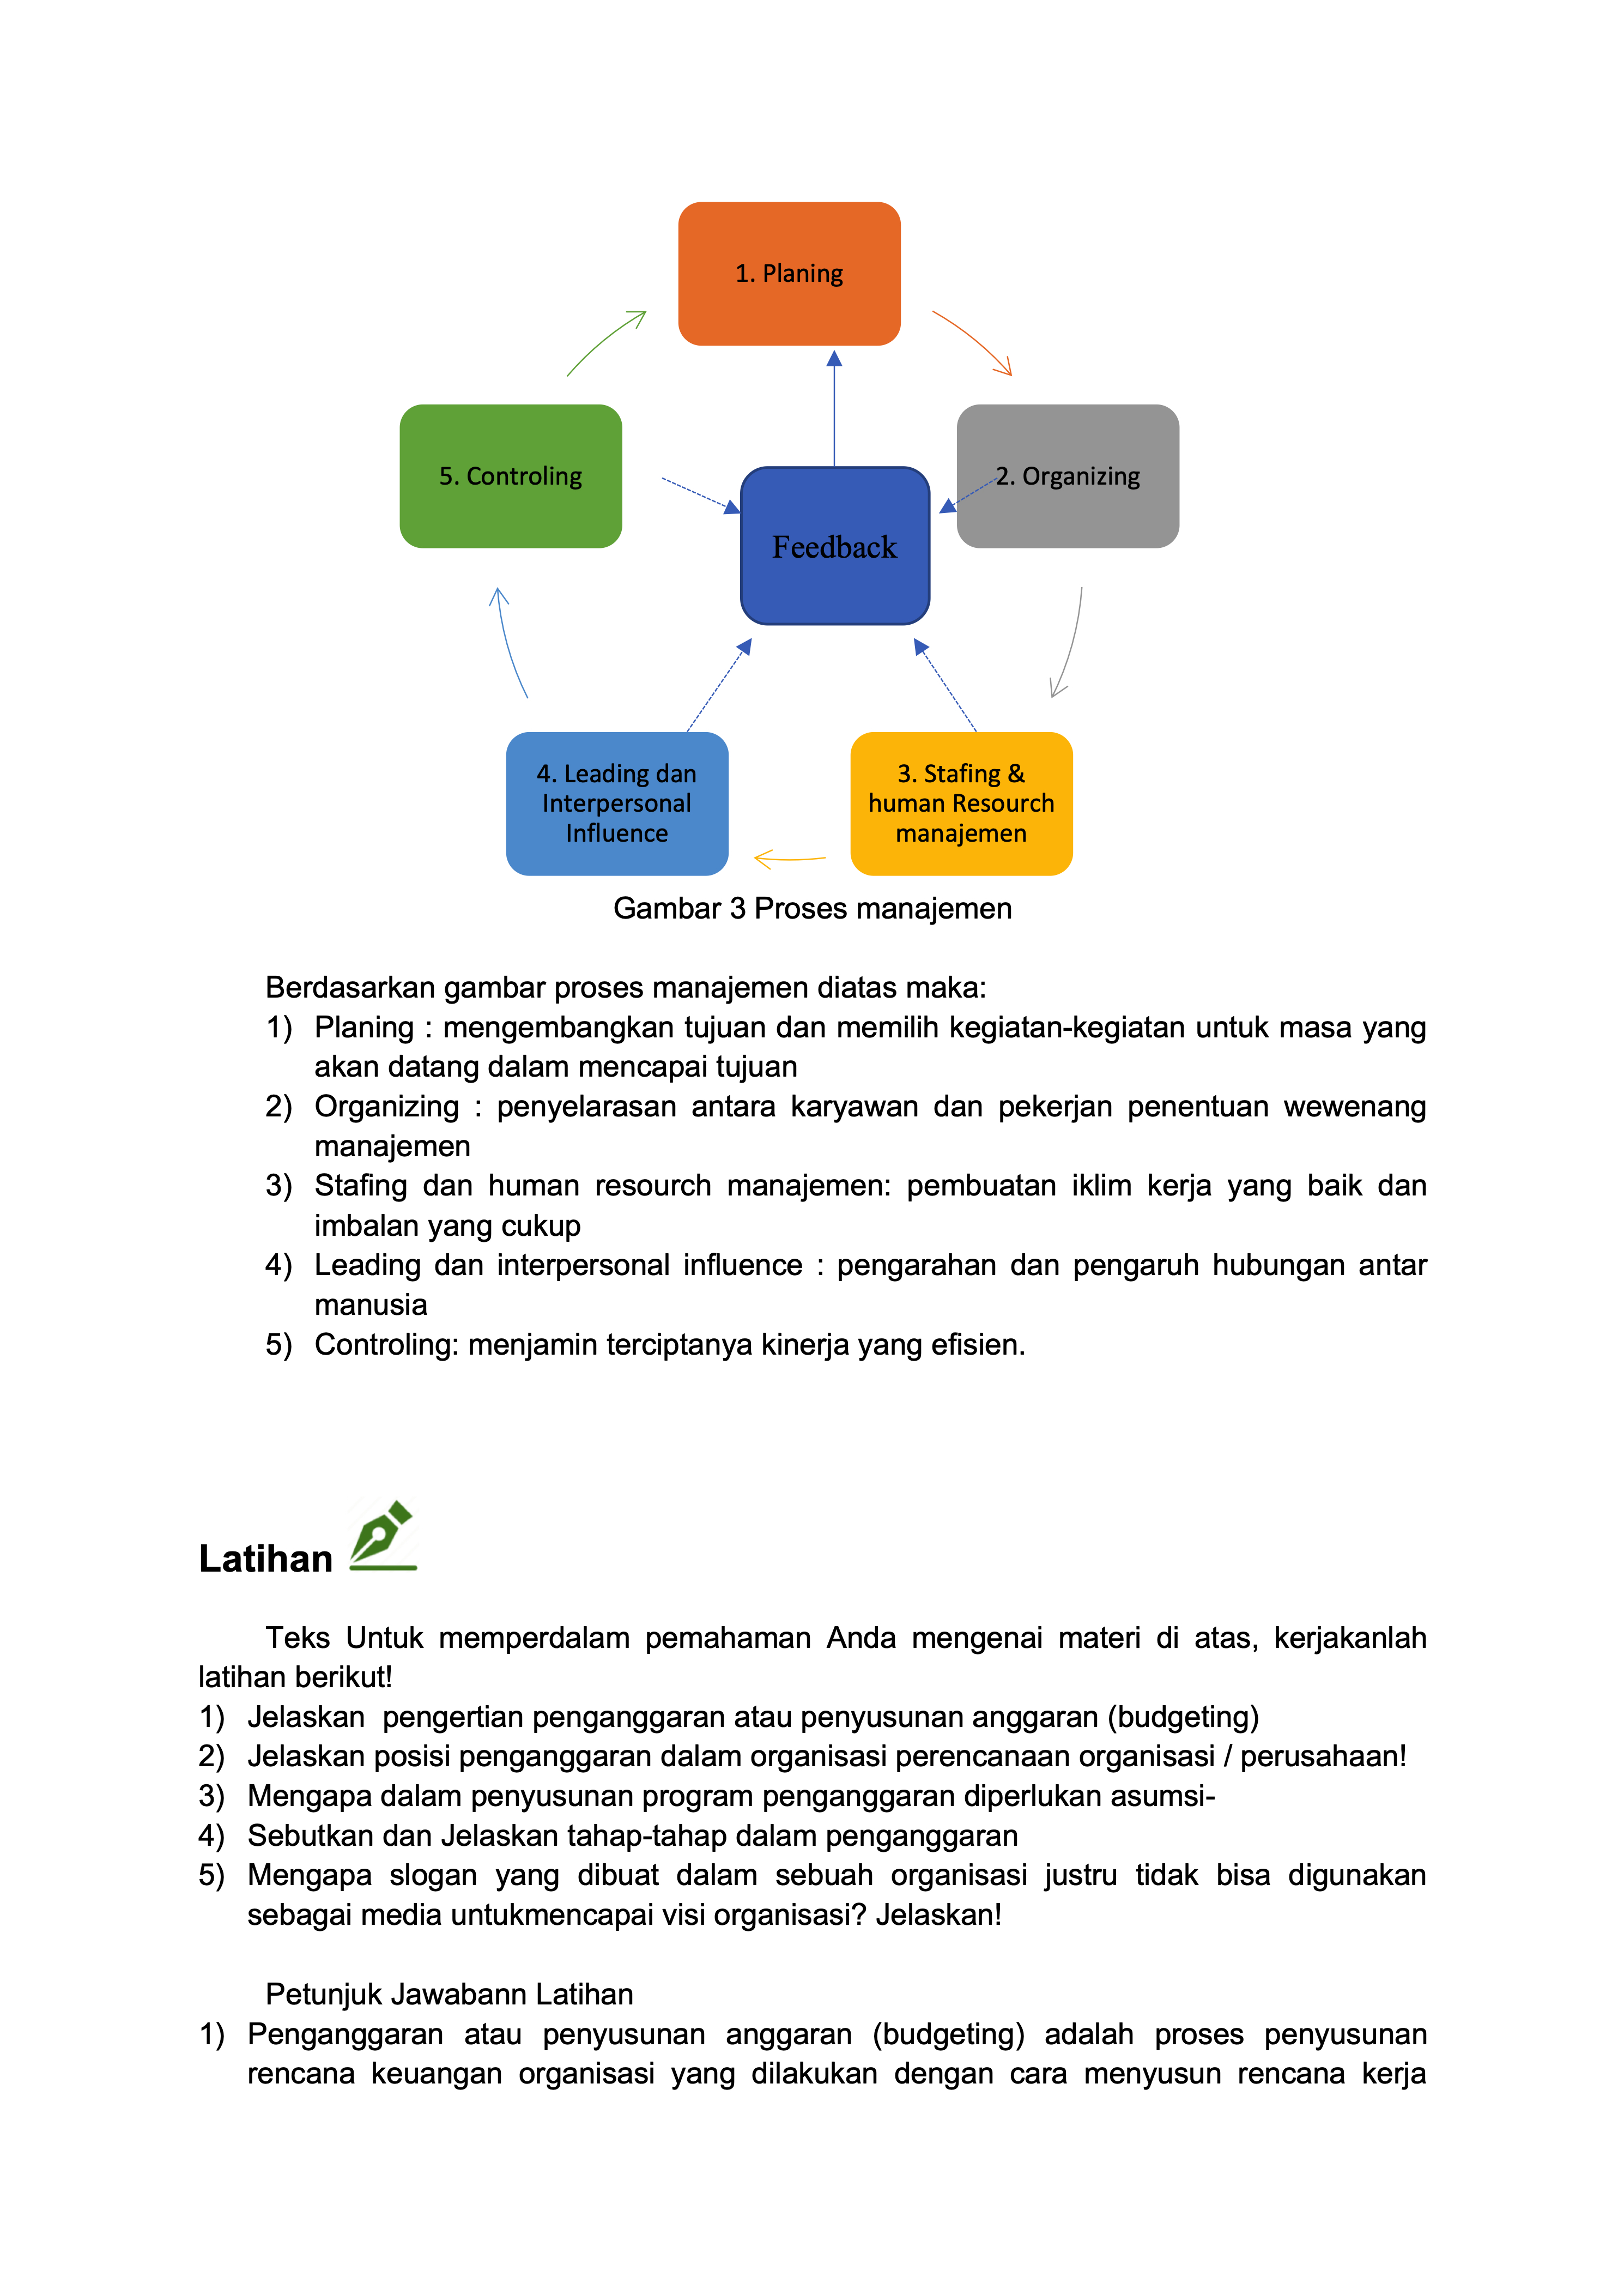 1. Planing
5. Controling
2. Organizing
Feedback
4. Leading dan
Interpersonal
Influence
3. Stafing &
human Resourch
manajemen
Gambar 3 Proses manajemen
Berdasarkan gambar proses manajemen diatas maka:
1) Planing : mengembangkan tujuan dan memilih kegiatan-kegiatan untuk masa yang
akan datang dalam mencapai tujuan
2) Organizing : penyelarasan antara karyawan dan pekerjan penentuan wewenang
manajemen
3) Stafing dan human resourch manajemen: pembuatan iklim kerja yang baik dan
imbalan yang cukup
4) Leading dan interpersonal influence : pengarahan dan pengaruh hubungan antar
manusia
5) Controling: menjamin terciptanya kinerja yang efisien.
Latihan
Teks Untuk memperdalam pemahaman Anda mengenai materi di atas, kerjakanlah
latihan berikut!
1) Jelaskan pengertian penganggaran atau penyusunan anggaran (budgeting)
2) Jelaskan posisi penganggaran dalam organisasi perencanaan organisasi / perusahaan!
3) Mengapa dalam penyusunan program penganggaran diperlukan asumsi-
4) Sebutkan dan Jelaskan tahap-tahap dalam penganggaran
5) Mengapa slogan yang dibuat dalam sebuah organisasi justru tidak bisa digunakan
sebagai media untukmencapai visi organisasi? Jelaskan!
Petunjuk Jawabann Latihan
1) Penganggaran atau penyusunan anggaran (budgeting) adalah proses penyusunan
rencana keuangan organisasi yang dilakukan dengan cara menyusun rencana kerja